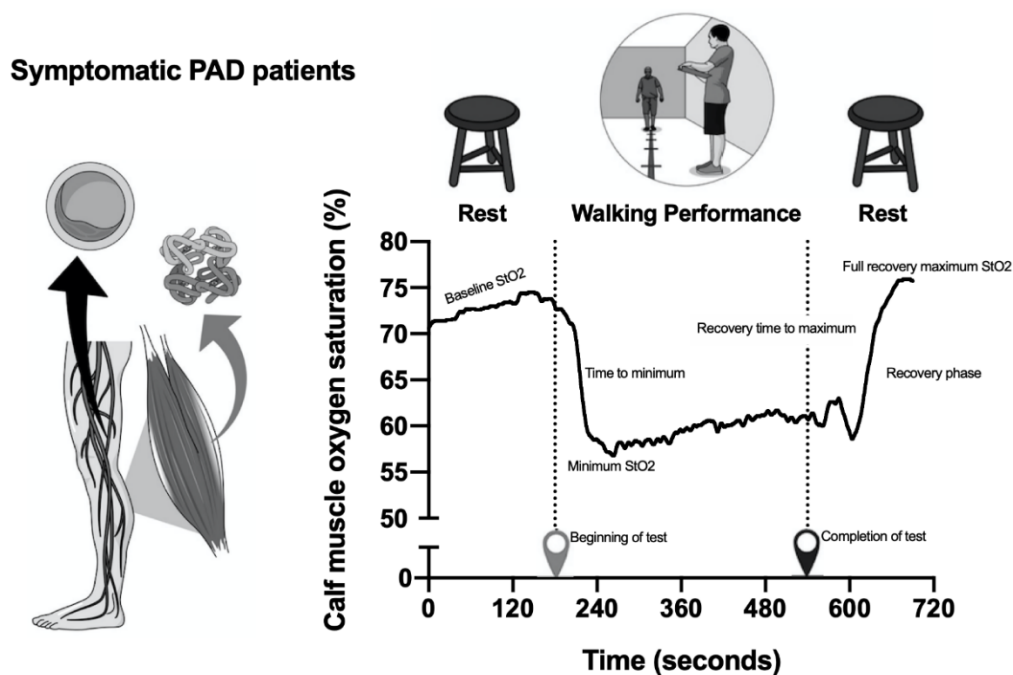 Symptomatic PAD patients
Rest
Walking Performance
Rest
Calf muscle oxygen saturation (%)
80
75
70
65
60
55
50
0
Baseline StO2
Full recovery maximum StO2
Recovery time to maximum
Time to minimum
Recovery phase
Minimum StO2
Beginning of test
Completion of test
0
120
240
360
480
600
720
Time (seconds)